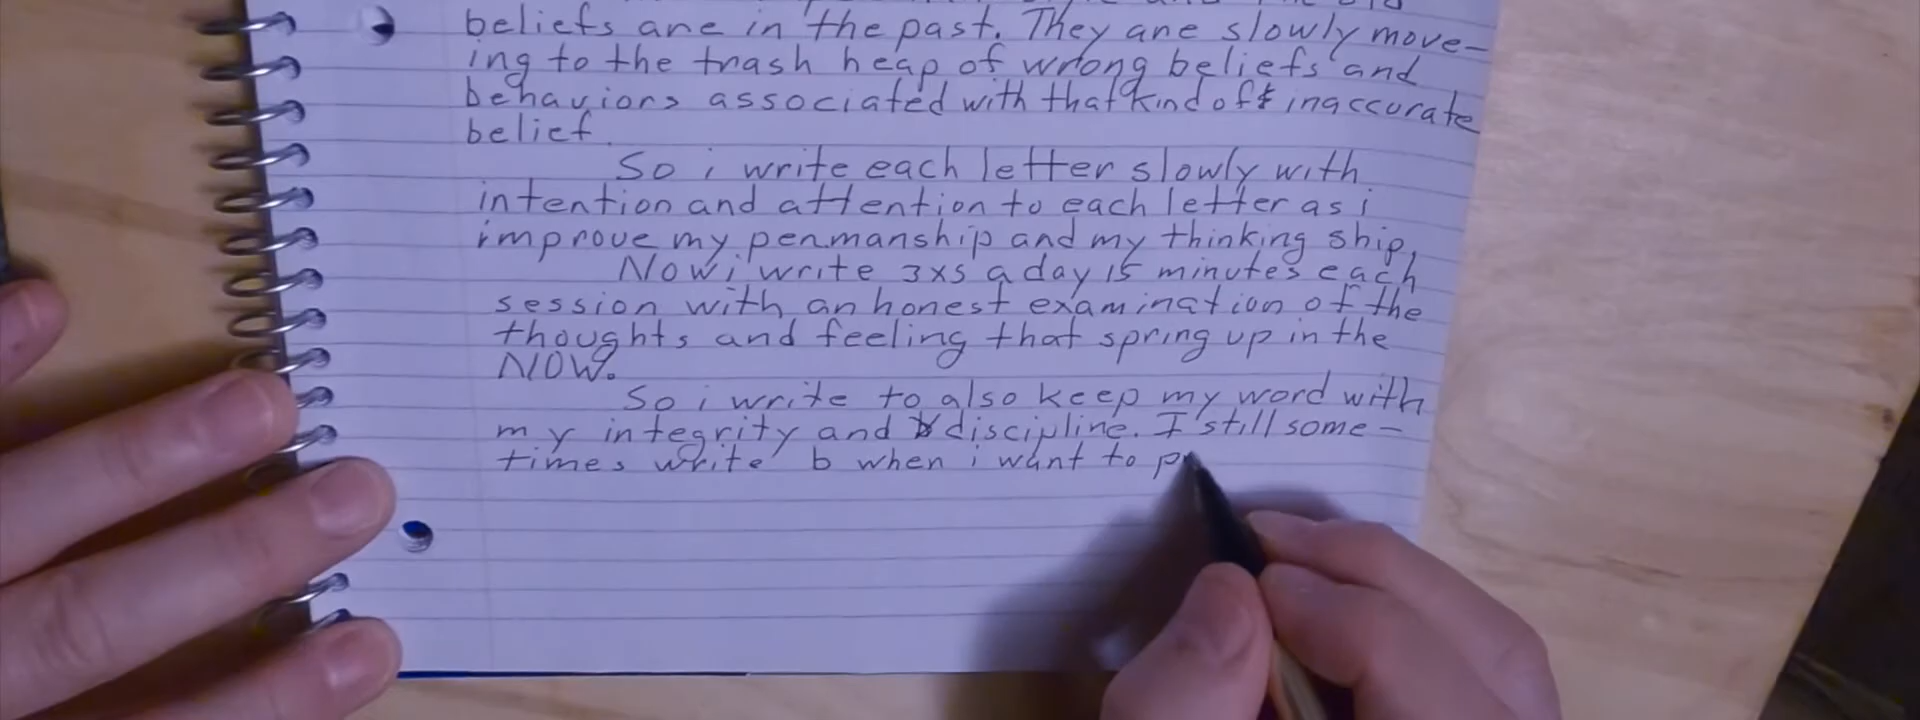 beliefs are in the past. They are slowly move-
ing to the trash heap of wrong beliefs and
behaviors associated with that kind of inaccurate
belief.
So i write each letter slowly with
intention and attention to each letter as i
improve my penmanship and my thinking ship.
Now i write 3xs a day 15 minutes each
session with an honest examination of the
thoughts and feeling that spring up in the
NOW.
So i write to also keep my word with
my integrity and discipline. I still some-
times write b when i want to p